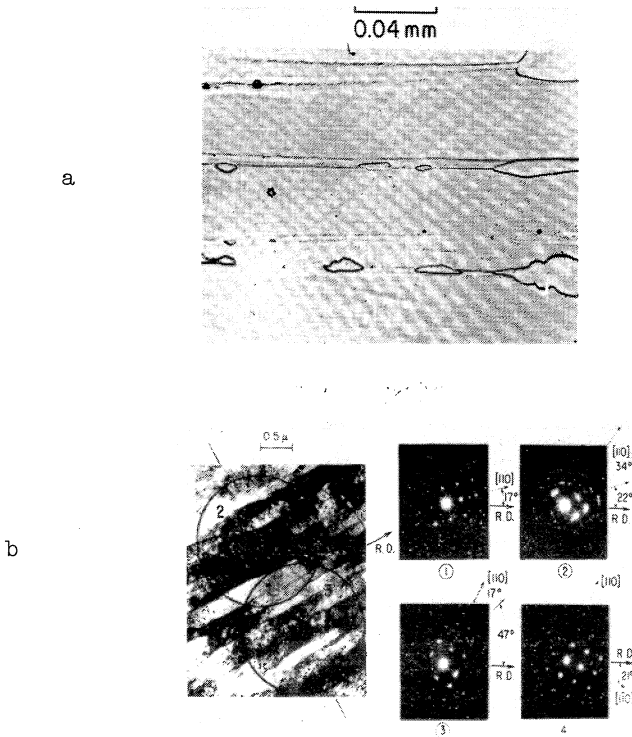 0.04 mm
a
0.5 μ
b
2
R.D.
[110]
17°
R.D.
①
[110]
34°
22°
R.D.
②
[110]
17°
47°
R.D.
③
[110]
R.D.
21°
[110]
4